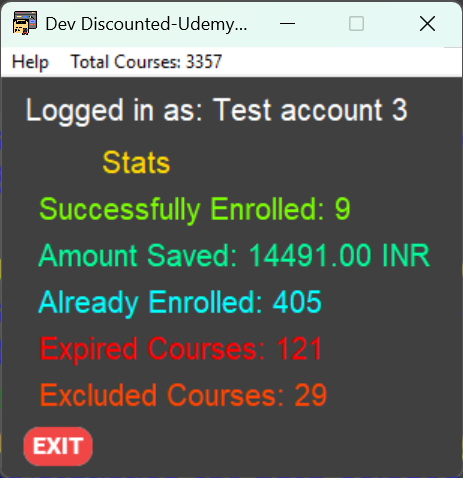 Dev Discounted-Udemy...
Help Total Courses: 3357
Logged in as: Test account 3
Stats
Successfully Enrolled: 9
Amount Saved: 14491.00 INR
Already Enrolled: 405
Expired Courses: 121
Excluded Courses: 29
EXIT